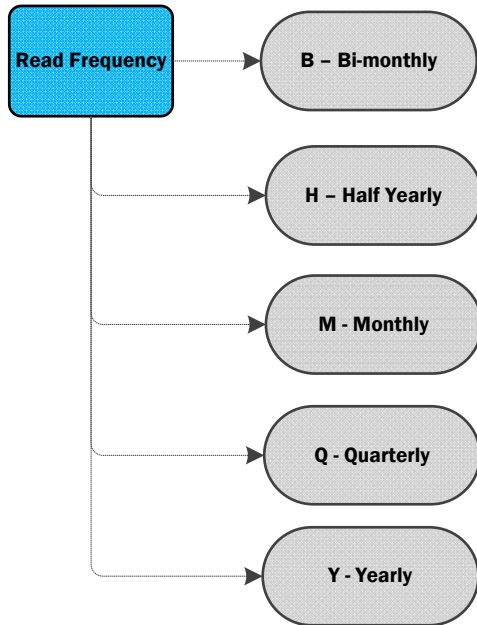 Read Frequency
B – Bi-monthly
H – Half Yearly
M - Monthly
Q - Quarterly
Y - Yearly